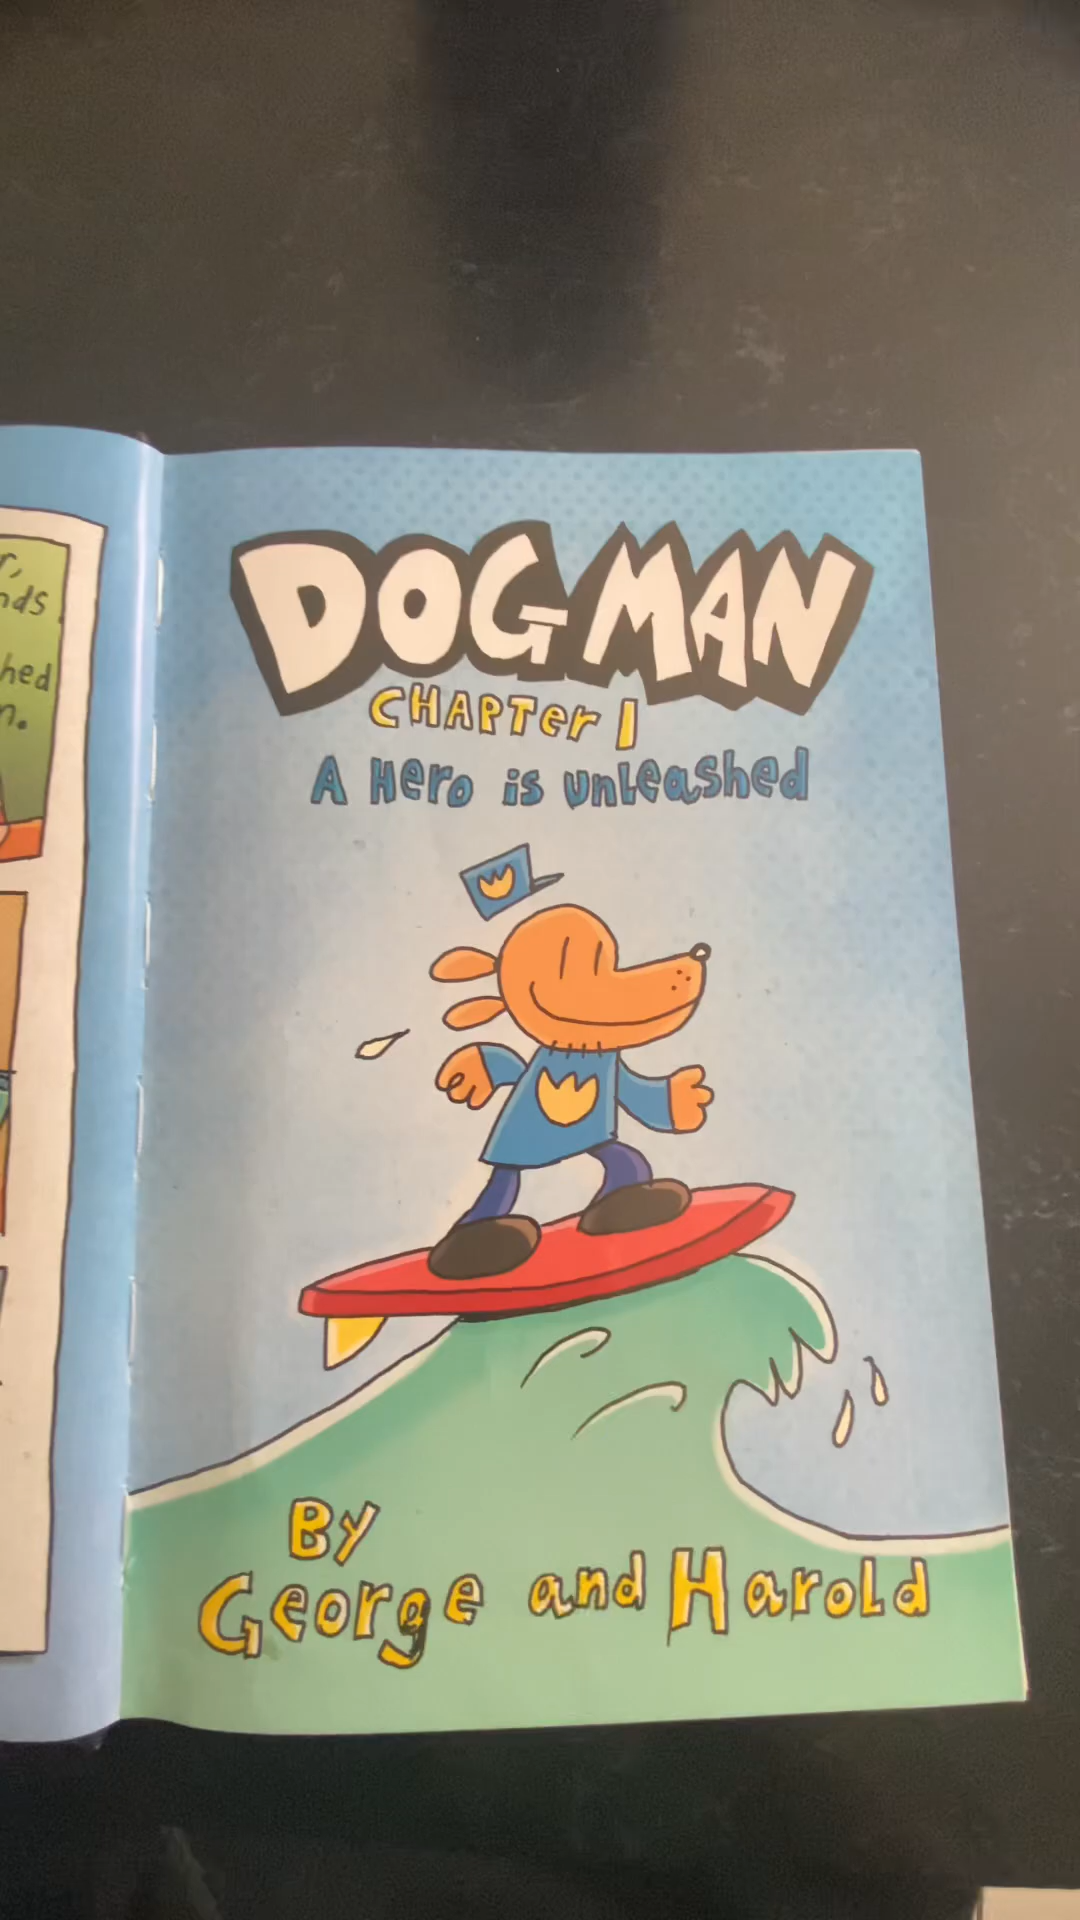 DOG MAN
CHAPTer 1
A Hero is unLeashed
By
George and Harold